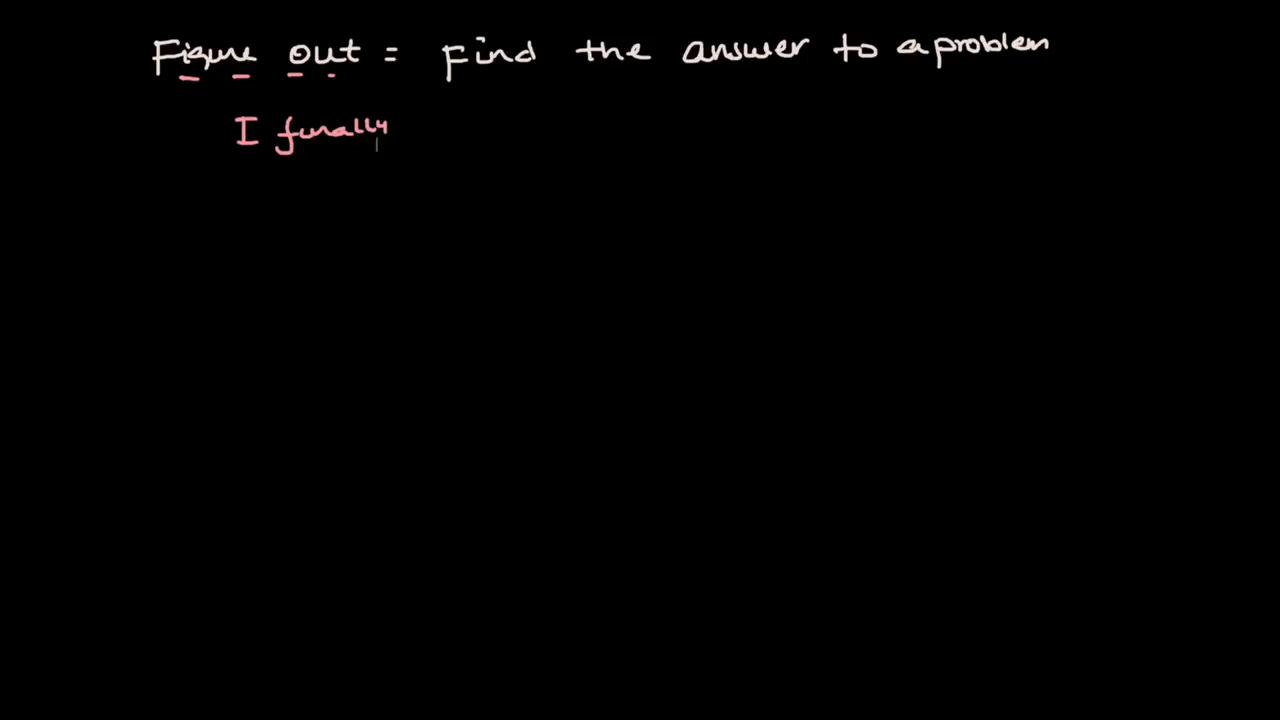 Figure out = Find the answer to a problem
I finally